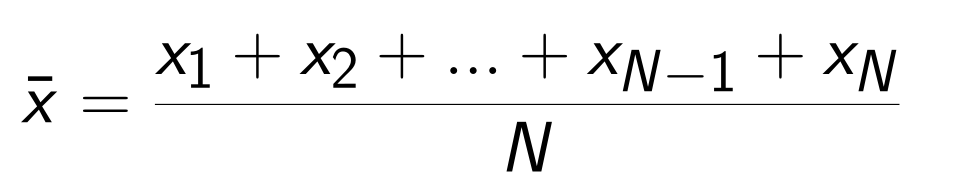 x̄ = (x₁ + x₂ + ... + x_{N−1} + x_N) / N